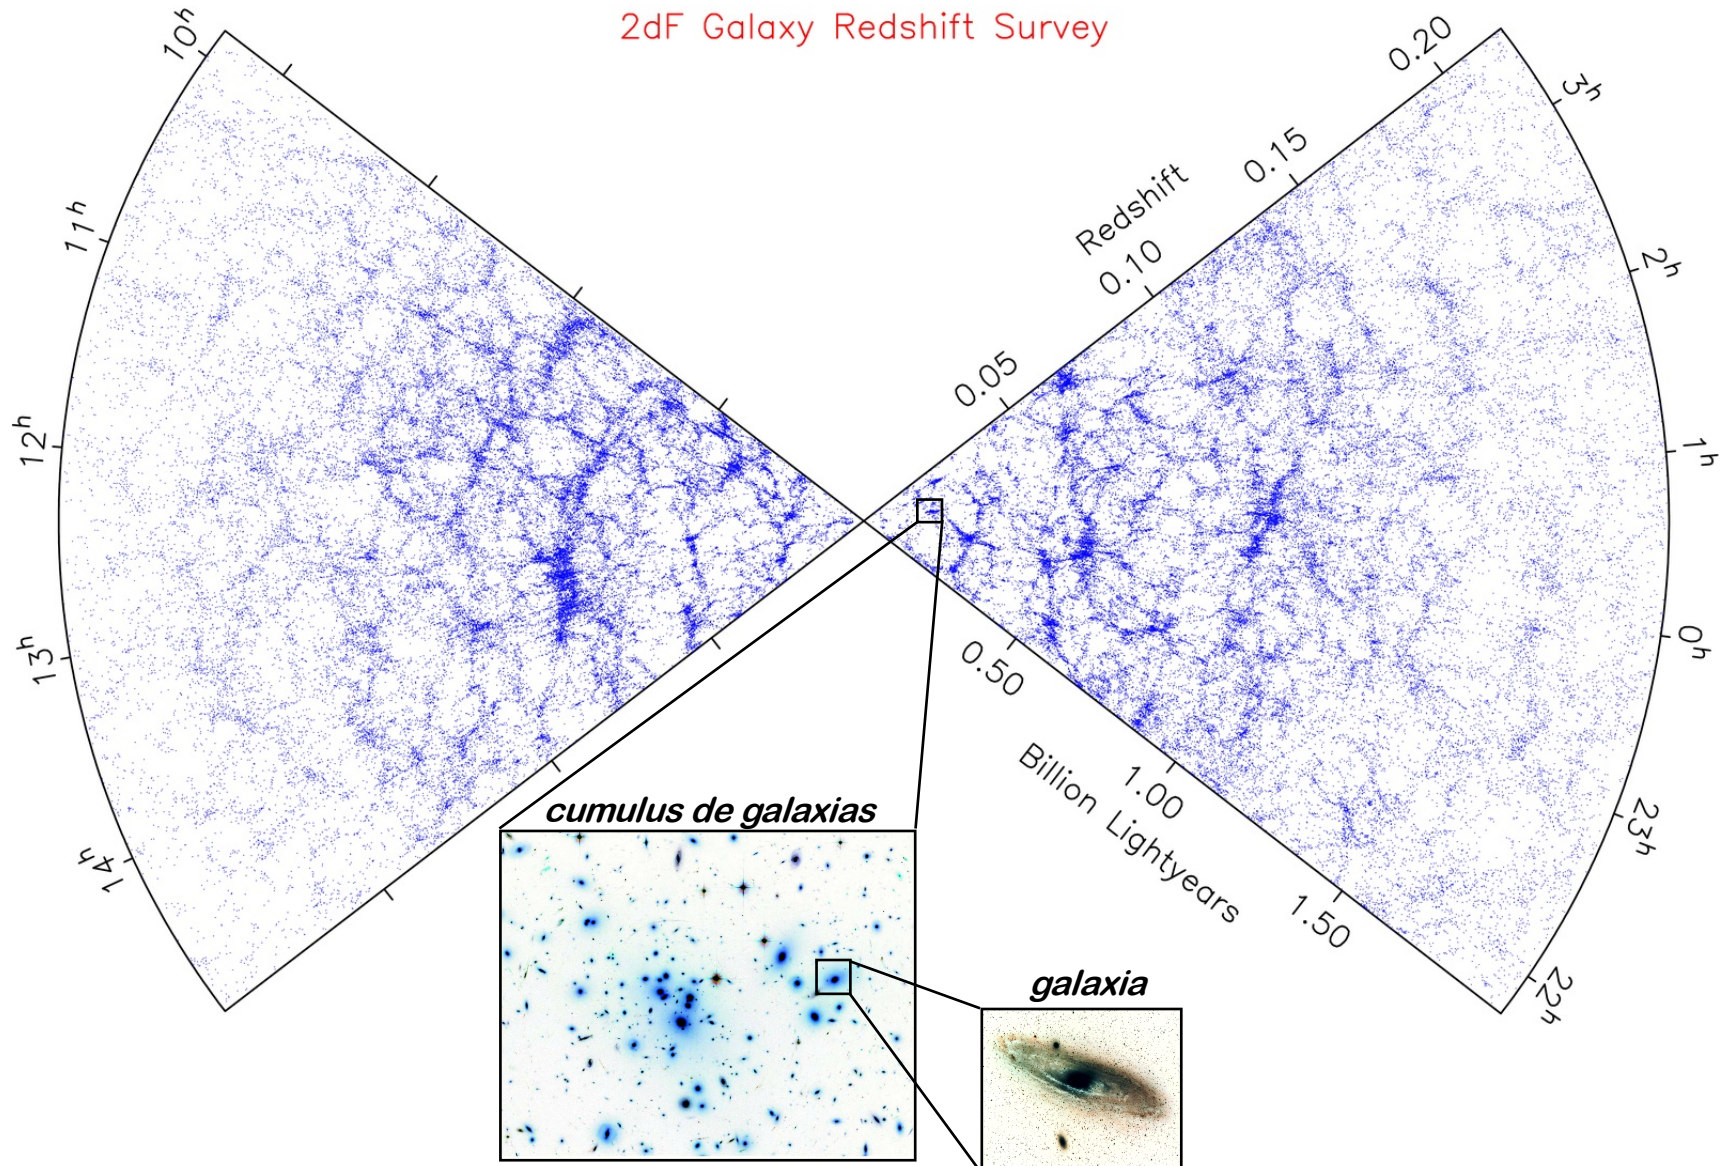 2dF Galaxy Redshift Survey
10h
11h
12h
13h
14h
Redshift
0.05
0.10
0.15
0.20
3h
2h
1h
0h
23h
22h
0.50
1.00
1.50
Billion Lightyears
cumulus de galaxias
galaxia